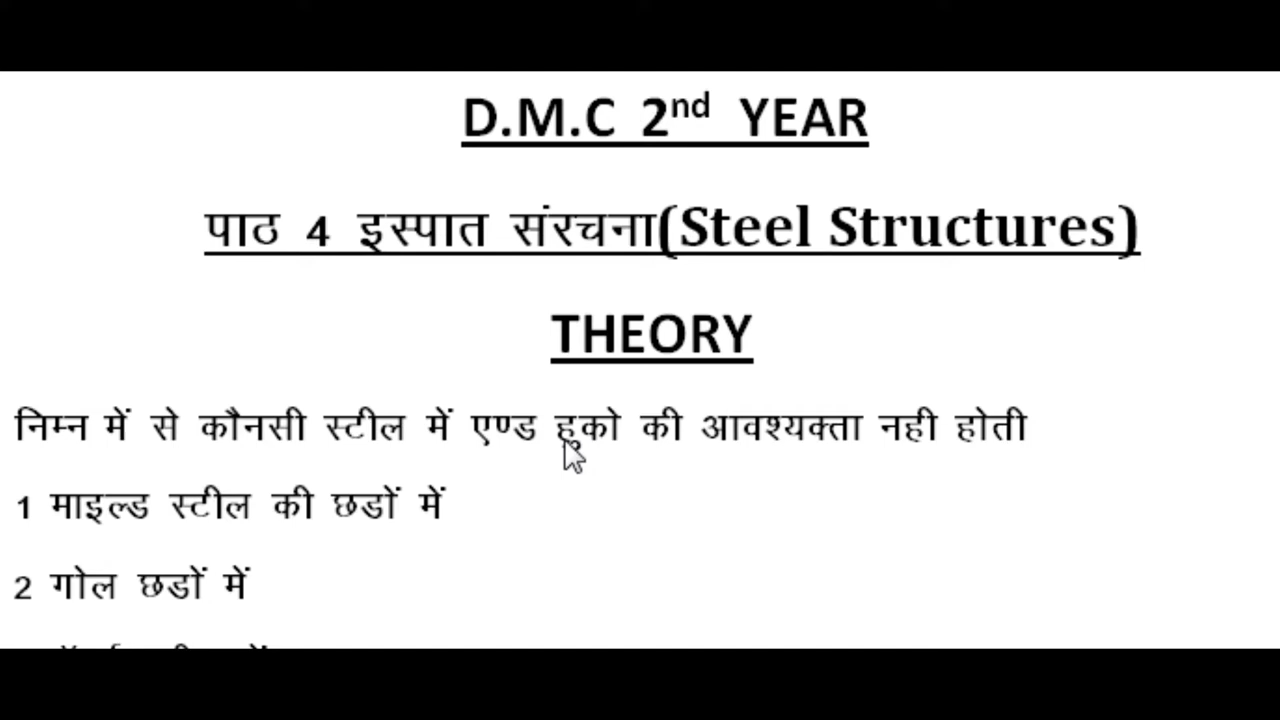 D.M.C 2nd YEAR
पाठ 4 इस्पात संरचना(Steel Structures)
THEORY
निम्न में से कौनसी स्टील में एण्ड हुको की आवश्यक्ता नही होती
1 माइल्ड स्टील की छडों में
2 गोल छडों में